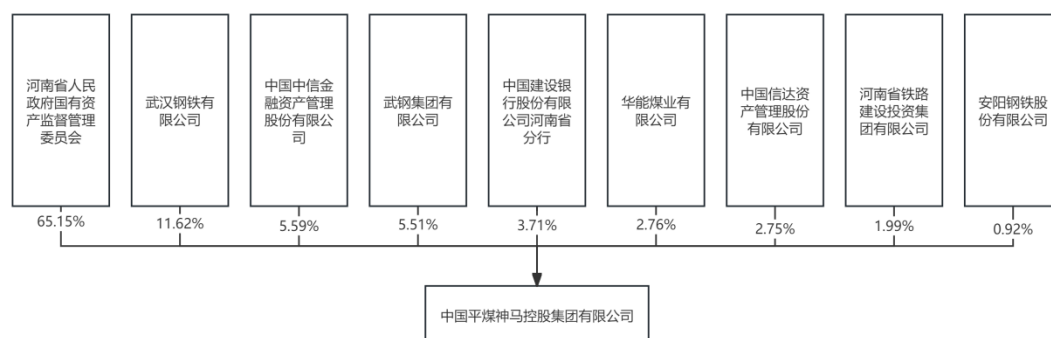 河南省人民
政府国有资
产监督管理
委员会
武汉钢铁有
限公司
中国中信金
融资产管理
股份有限公
司
武钢集团有
限公司
中国建设银
行股份有限
公司河南省
分行
华能煤业有
限公司
中国信达资
产管理股份
有限公司
河南省铁路
建设投资集
团有限公司
安阳钢铁股
份有限公司
65.15%
11.62%
5.59%
5.51%
3.71%
2.76%
2.75%
1.99%
0.92%
中国平煤神马控股集团有限公司